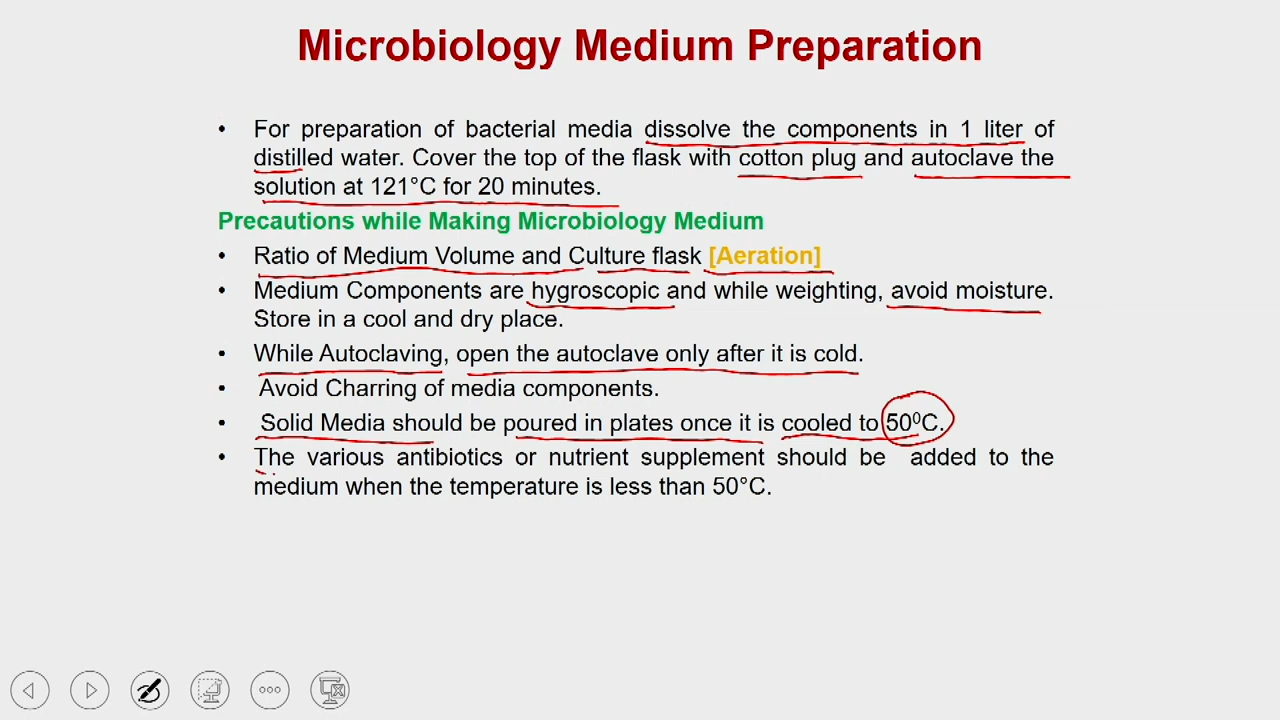 Microbiology Medium Preparation
• For preparation of bacterial media dissolve the components in 1 liter of
distilled water. Cover the top of the flask with cotton plug and autoclave the
solution at 121°C for 20 minutes.
Precautions while Making Microbiology Medium
• Ratio of Medium Volume and Culture flask [Aeration]
• Medium Components are hygroscopic and while weighting, avoid moisture.
Store in a cool and dry place.
• While Autoclaving, open the autoclave only after it is cold.
• Avoid Charring of media components.
• Solid Media should be poured in plates once it is cooled to 50⁰C.
• The various antibiotics or nutrient supplement should be added to the
medium when the temperature is less than 50°C.